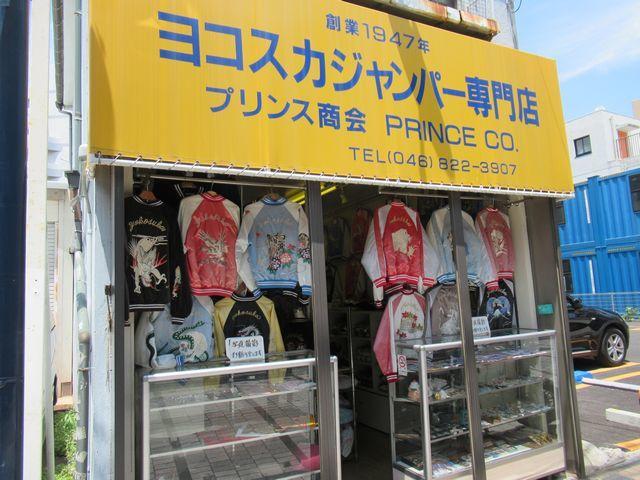 創業1947年
ヨコスカジャンパー専門店
プリンス商会 PRINCE CO.
TEL(046)822-3907
Yokosuka